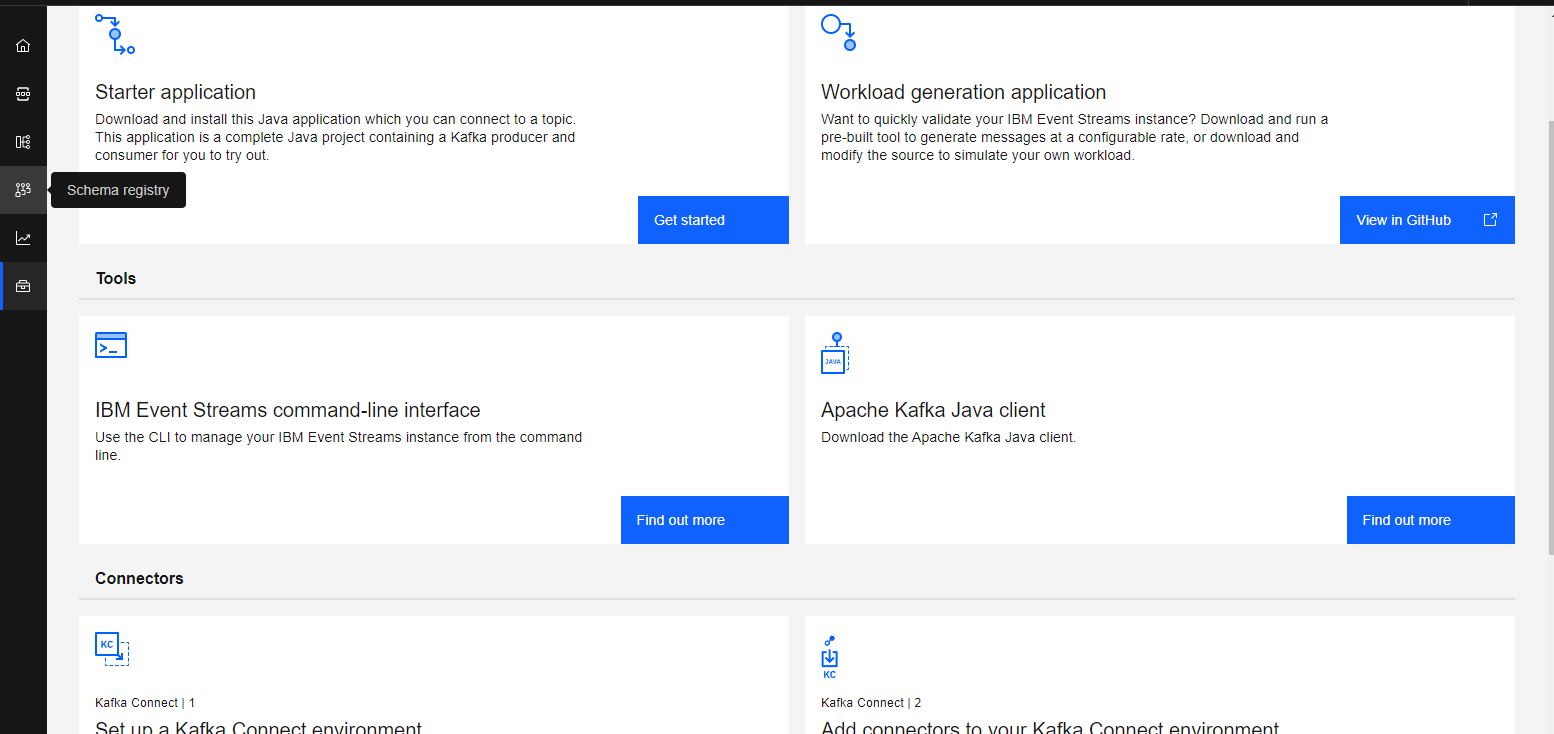 Starter application
Download and install this Java application which you can connect to a topic.
This application is a complete Java project containing a Kafka producer and
consumer for you to try out.
Get started
Workload generation application
Want to quickly validate your IBM Event Streams instance? Download and run a
pre-built tool to generate messages at a configurable rate, or download and
modify the source to simulate your own workload.
View in GitHub
Schema registry
Tools
>_
IBM Event Streams command-line interface
Use the CLI to manage your IBM Event Streams instance from the command
line.
Find out more
JAVA
Apache Kafka Java client
Download the Apache Kafka Java client.
Find out more
Connectors
KC
Kafka Connect | 1
Set up a Kafka Connect environment
KC
Kafka Connect | 2
Add connectors to your Kafka Connect environment